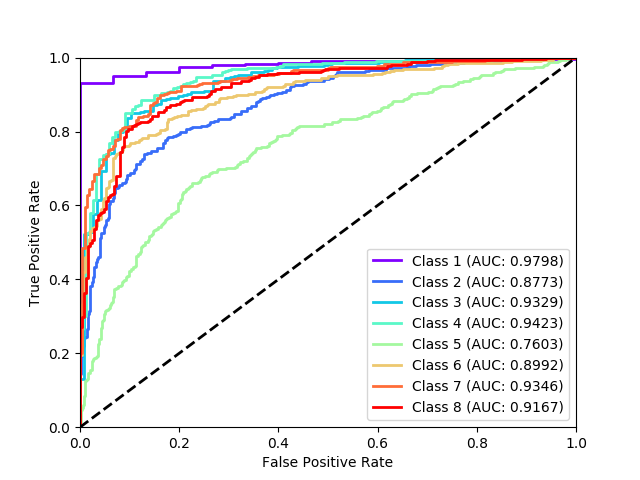 1.0
0.8
0.6
0.4
0.2
0.0
True Positive Rate
0.0 0.2 0.4 0.6 0.8 1.0
False Positive Rate
Class 1 (AUC: 0.9798)
Class 2 (AUC: 0.8773)
Class 3 (AUC: 0.9329)
Class 4 (AUC: 0.9423)
Class 5 (AUC: 0.7603)
Class 6 (AUC: 0.8992)
Class 7 (AUC: 0.9346)
Class 8 (AUC: 0.9167)